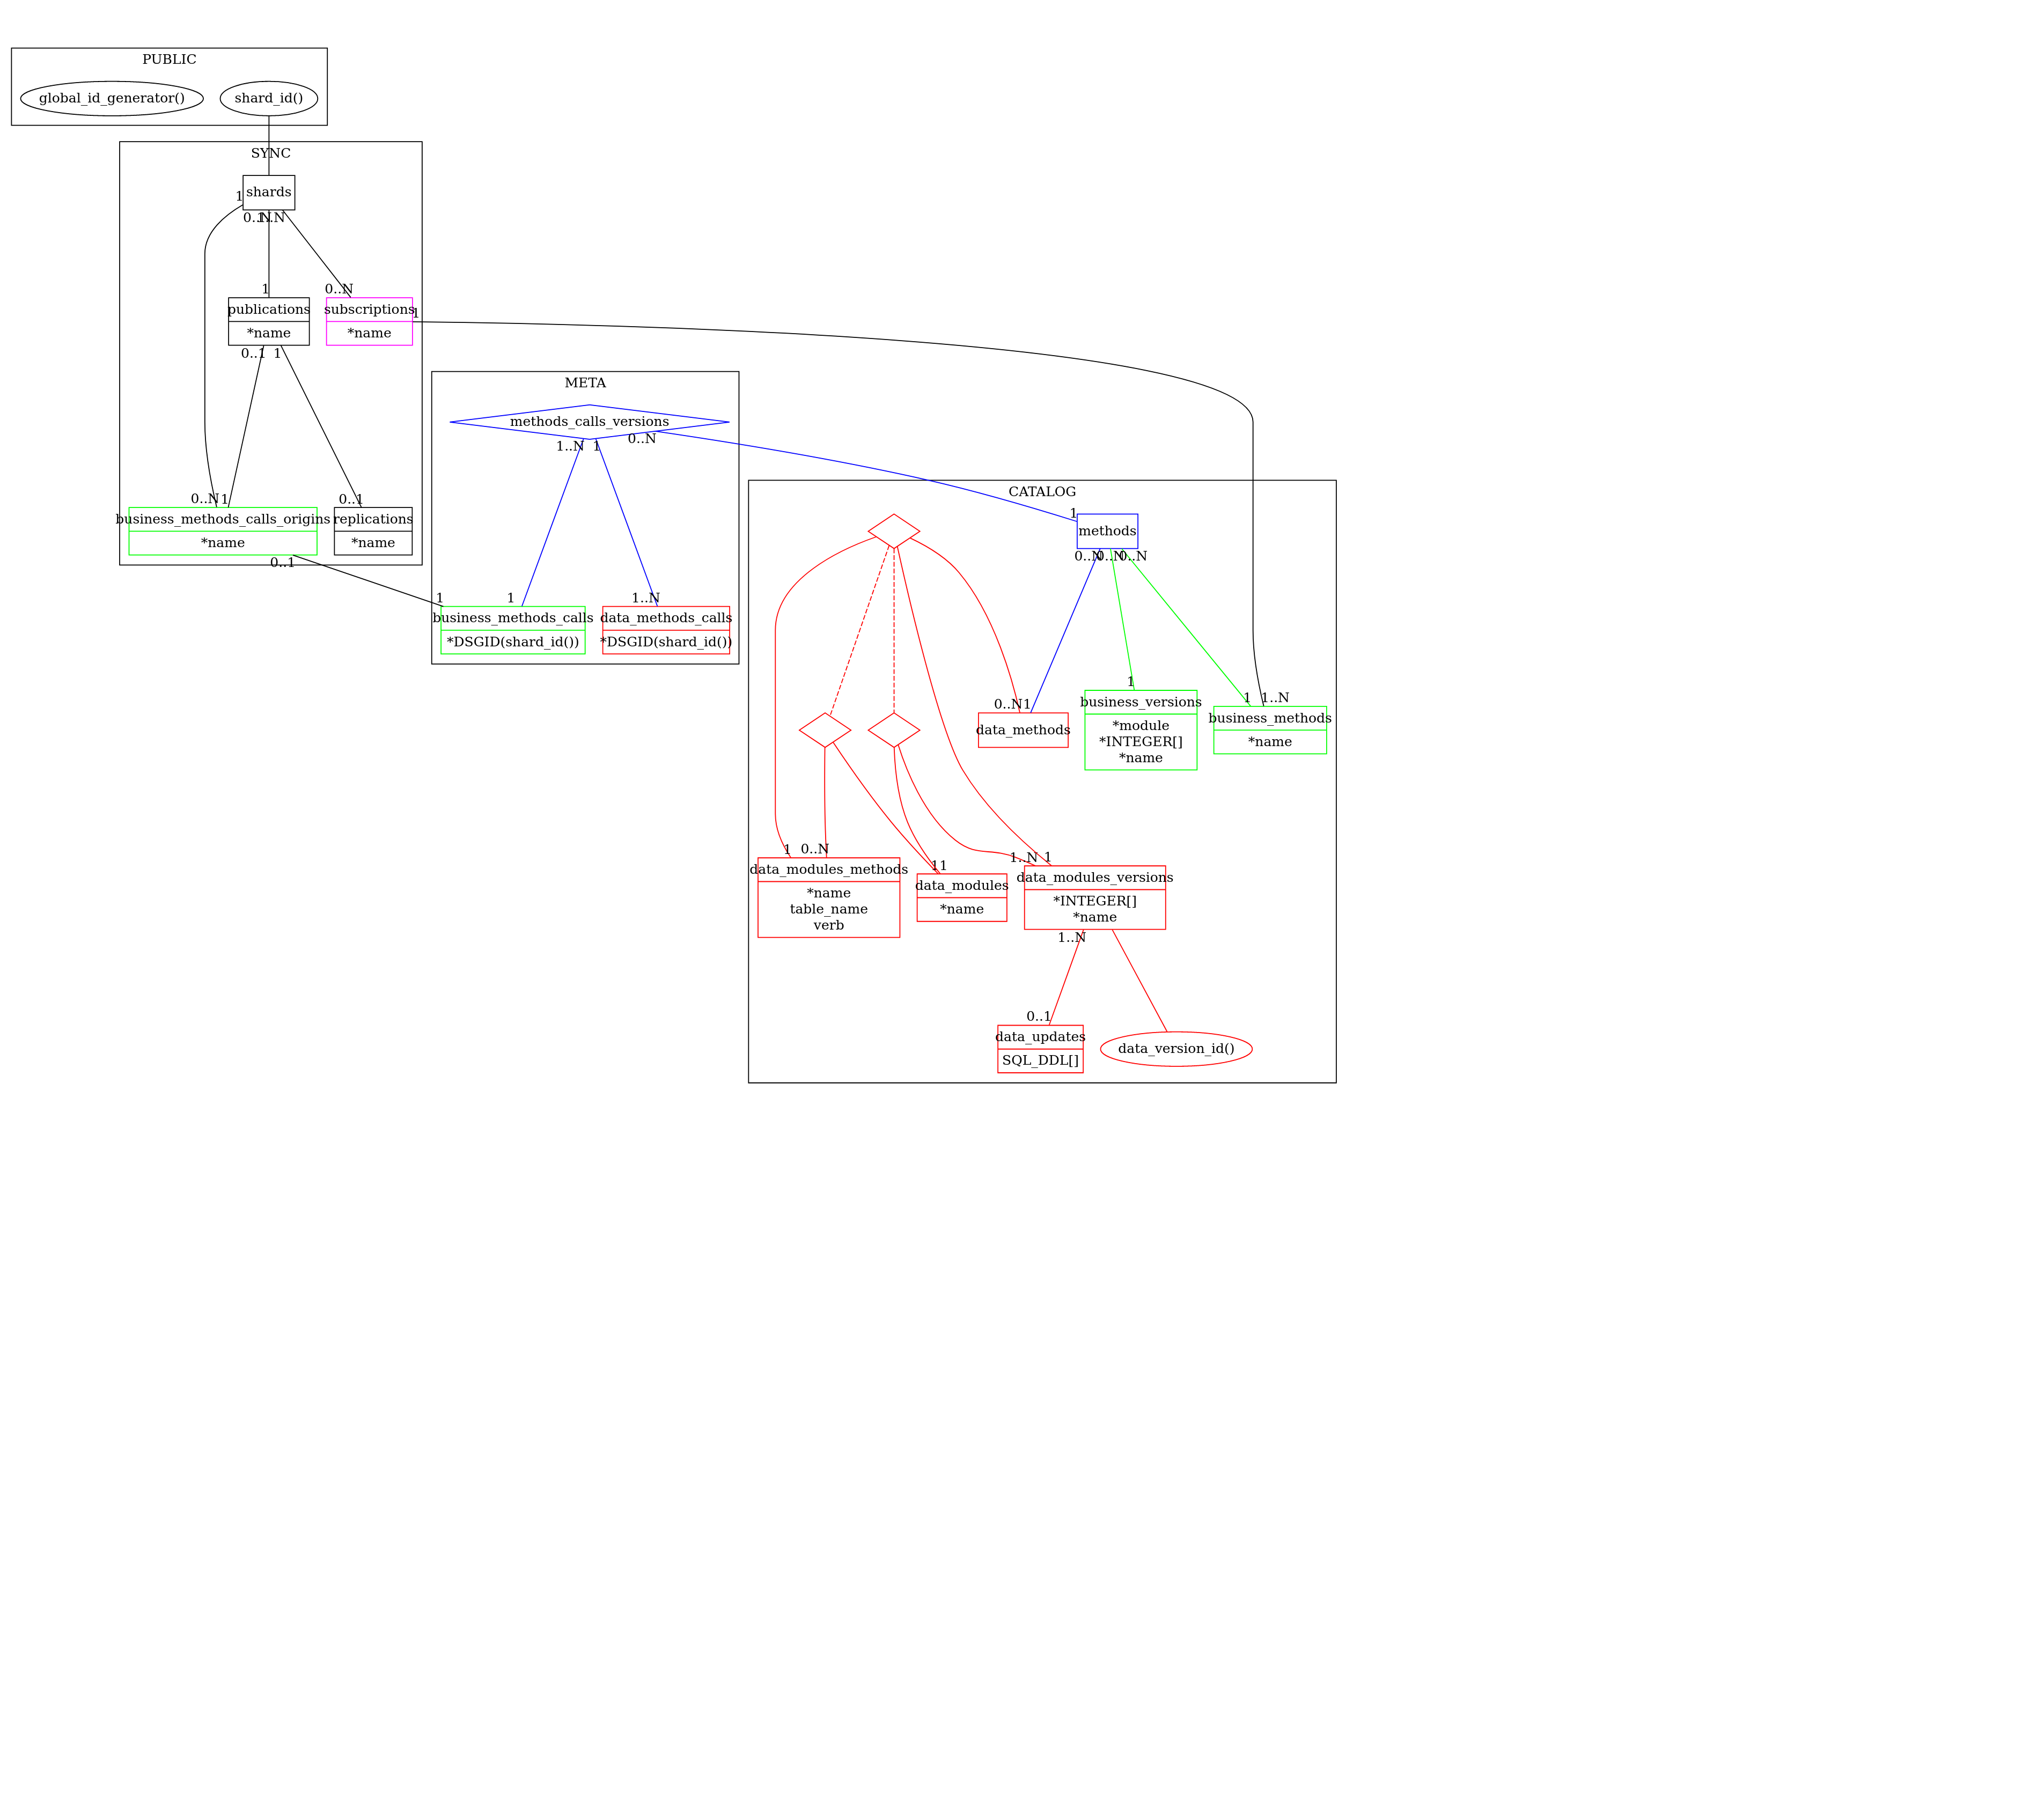 PUBLIC
global_id_generator()
shard_id()
SYNC
shards
1
0..N
1..N
1
0..N
publications
*name
subscriptions
*name
1
0..1
1
0..N
1
0..1
business_methods_calls_origins
*name
replications
*name
0..1
META
methods_calls_versions
1..N
1
0..N
1
1
1..N
business_methods_calls
*DSGID(shard_id())
data_methods_calls
*DSGID(shard_id())
CATALOG
1
methods
0..N
0..N
0..N
0..N
1
1
1
1..N
data_methods
business_versions
*module
*INTEGER[]
*name
business_methods
*name
1
0..N
1
1
1..N
1
data_modules_methods
*name
table_name
verb
data_modules
*name
data_modules_versions
*INTEGER[]
*name
1..N
0..1
data_updates
SQL_DDL[]
data_version_id()